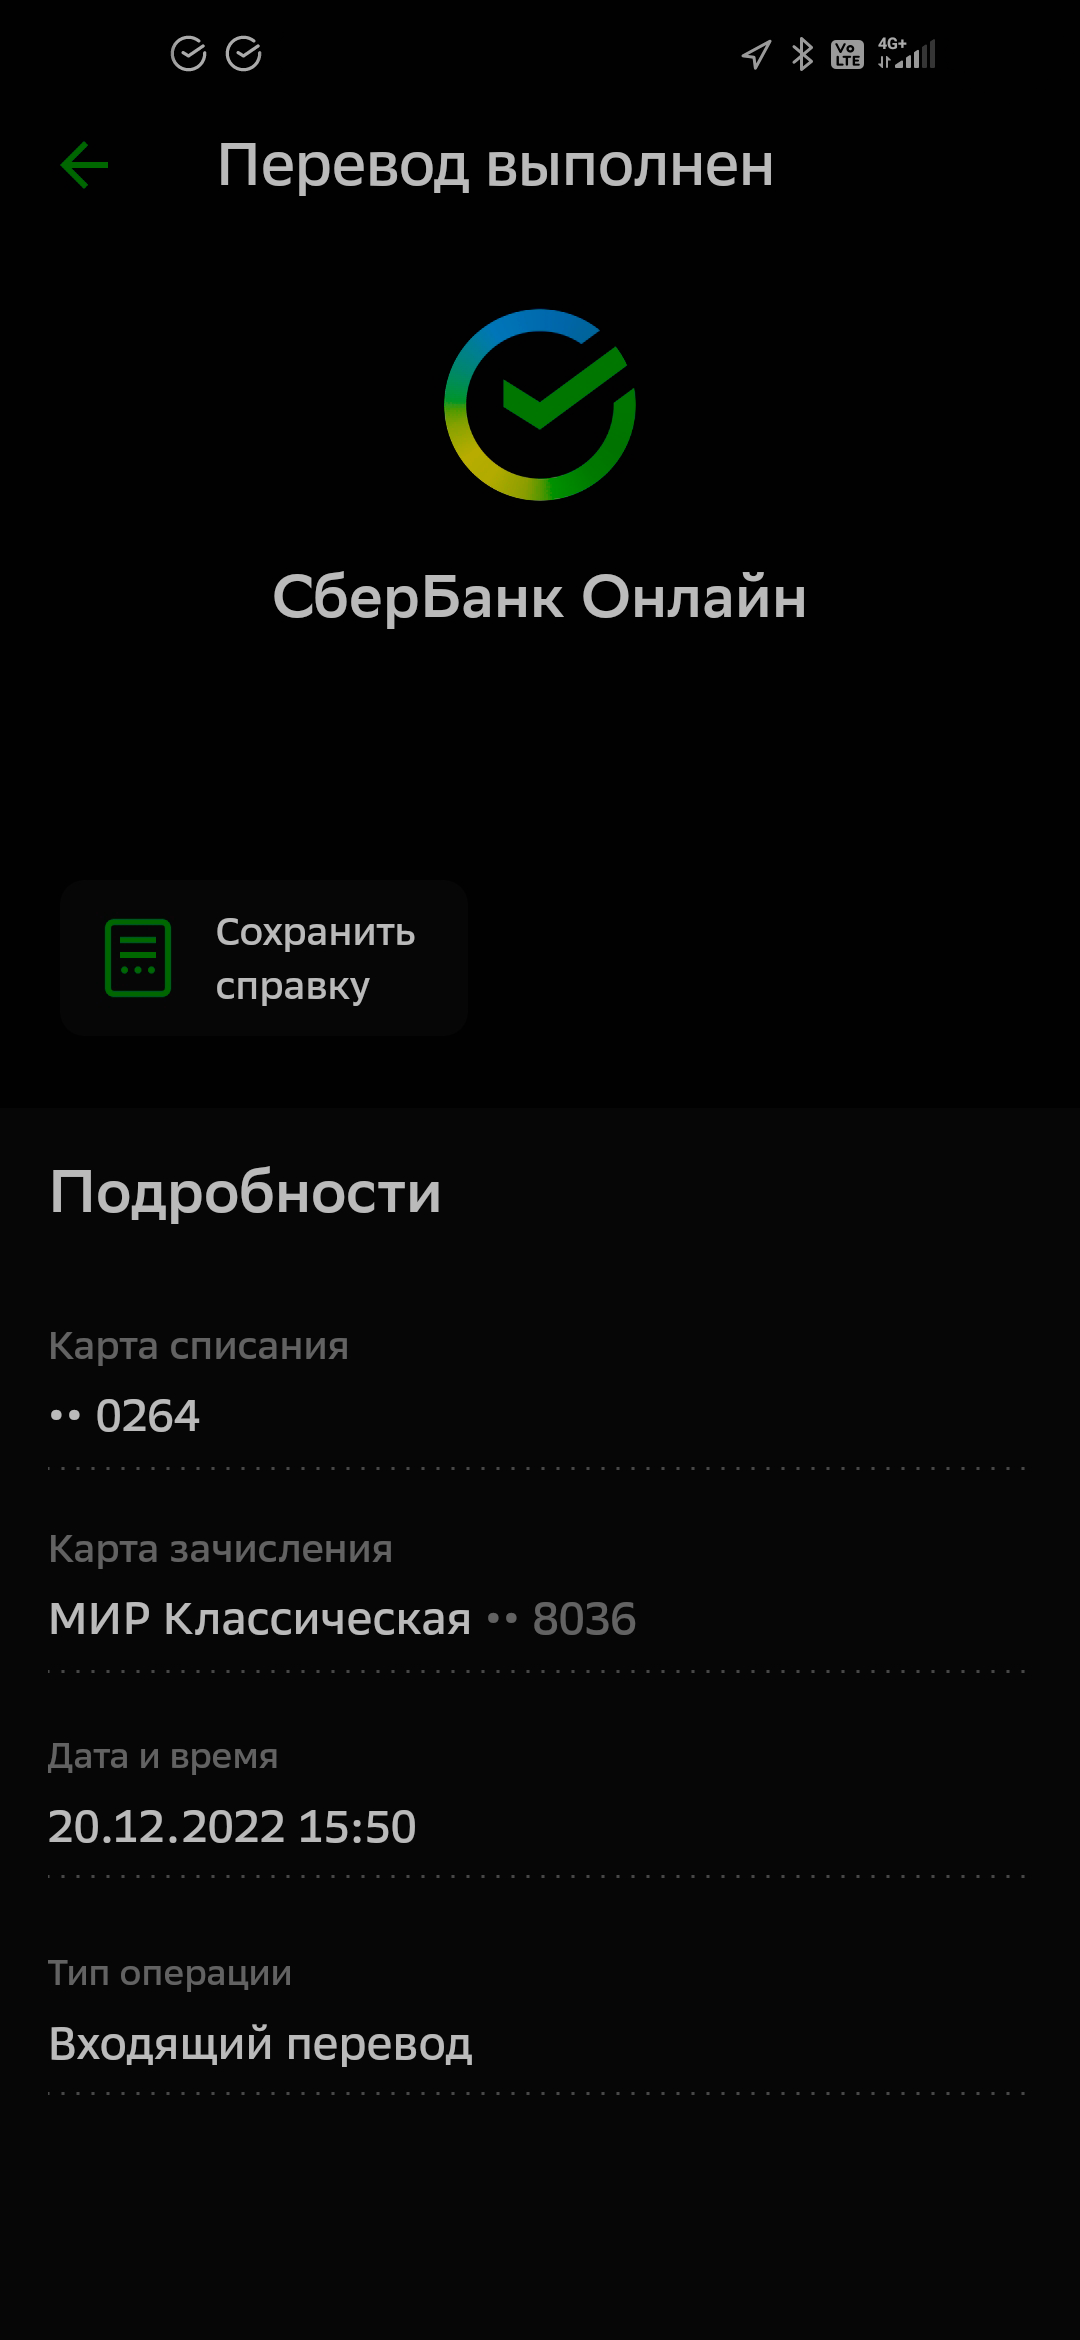 Vo LTE 4G+
Перевод выполнен
СберБанк Онлайн
Сохранить
справку
Подробности
Карта списания
•• 0264
Карта зачисления
МИР Классическая •• 8036
Дата и время
20.12.2022 15:50
Тип операции
Входящий перевод